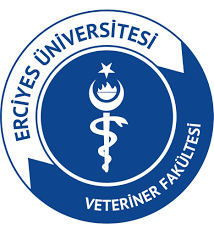 ERCİYES ÜNİVERSİTESİ
VETERİNER FAKÜLTESİ